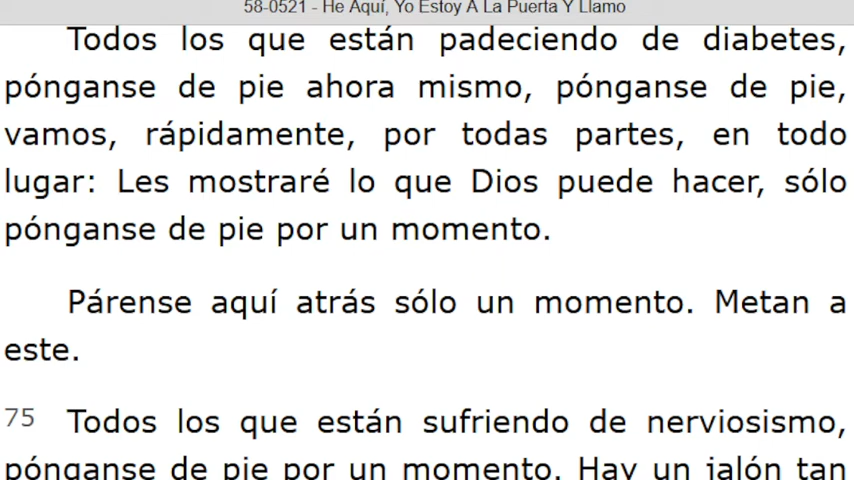 58-0521 - He Aquí, Yo Estoy A La Puerta Y Llamo
Todos los que están padeciendo de diabetes,
pónganse de pie ahora mismo, pónganse de pie,
vamos, rápidamente, por todas partes, en todo
lugar: Les mostraré lo que Dios puede hacer, sólo
pónganse de pie por un momento.
Párense aquí atrás sólo un momento. Metan a
este.
75 Todos los que están sufriendo de nerviosismo,
pónganse de pie por un momento. Hay un jalón tan